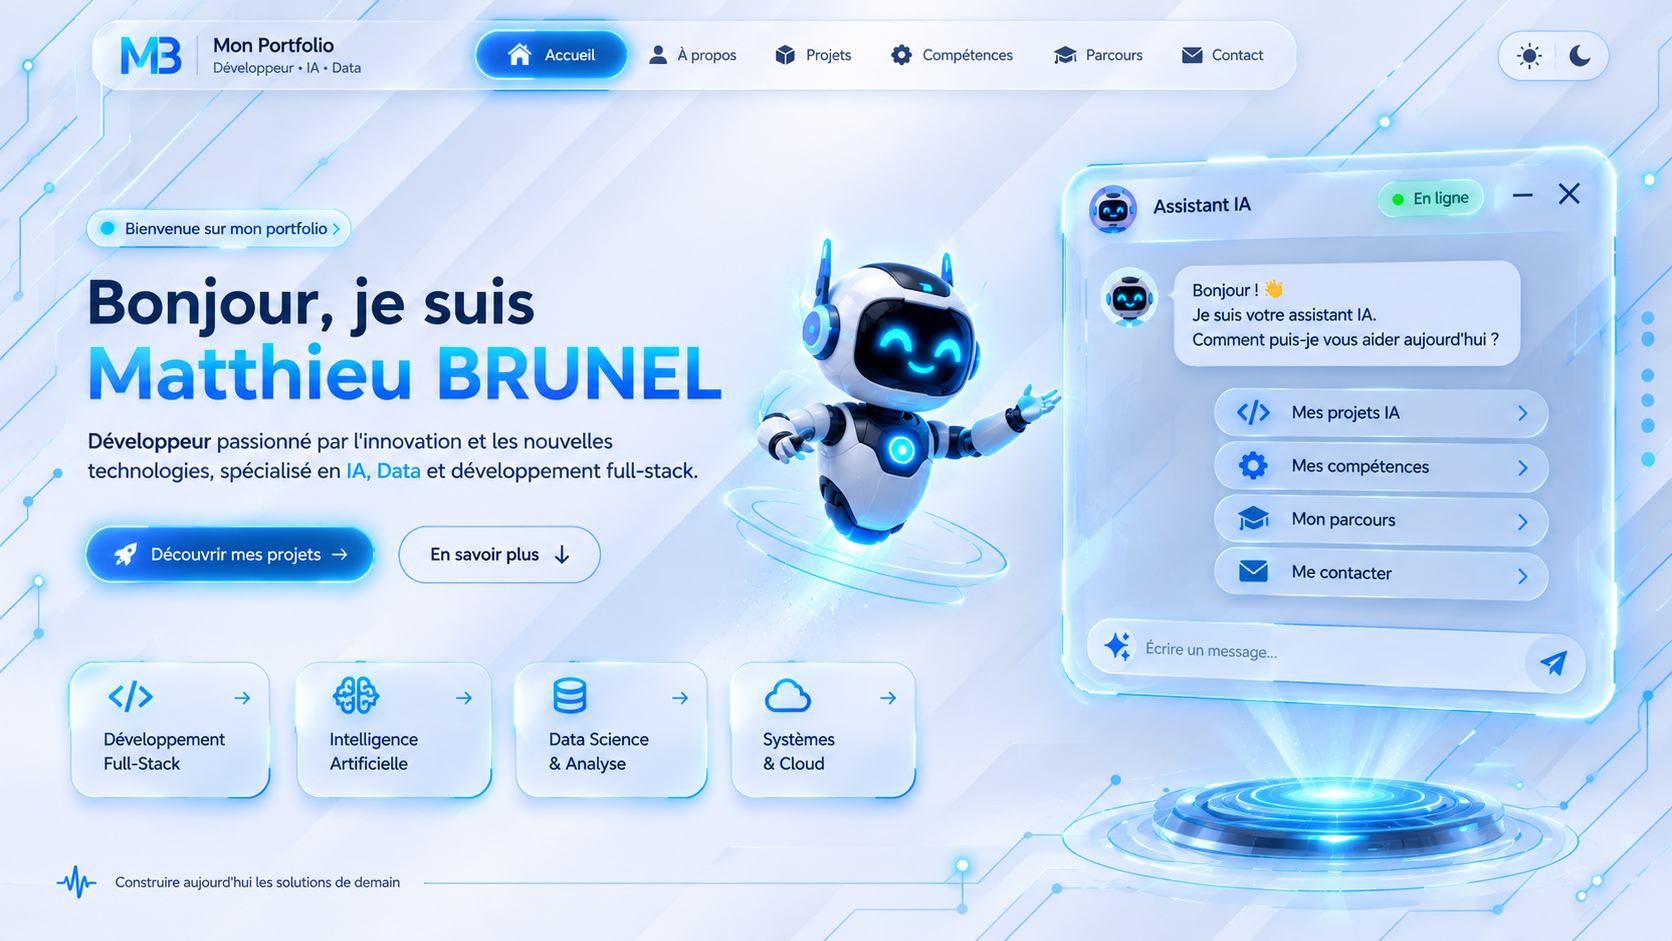 MB
Mon Portfolio
Développeur • IA • Data
Accueil
À propos
Projets
Compétences
Parcours
Contact
Bienvenue sur mon portfolio
Bonjour, je suis
Matthieu BRUNEL
Développeur passionné par l'innovation et les nouvelles
technologies, spécialisé en IA, Data et développement full-stack.
Découvrir mes projets →
En savoir plus ↓
Développement
Full-Stack
Intelligence
Artificielle
Data Science
& Analyse
Systèmes
& Cloud
Construire aujourd'hui les solutions de demain
Assistant IA
En ligne
Bonjour ! 👋
Je suis votre assistant IA.
Comment puis-je vous aider aujourd'hui ?
Mes projets IA
Mes compétences
Mon parcours
Me contacter
Écrire un message...